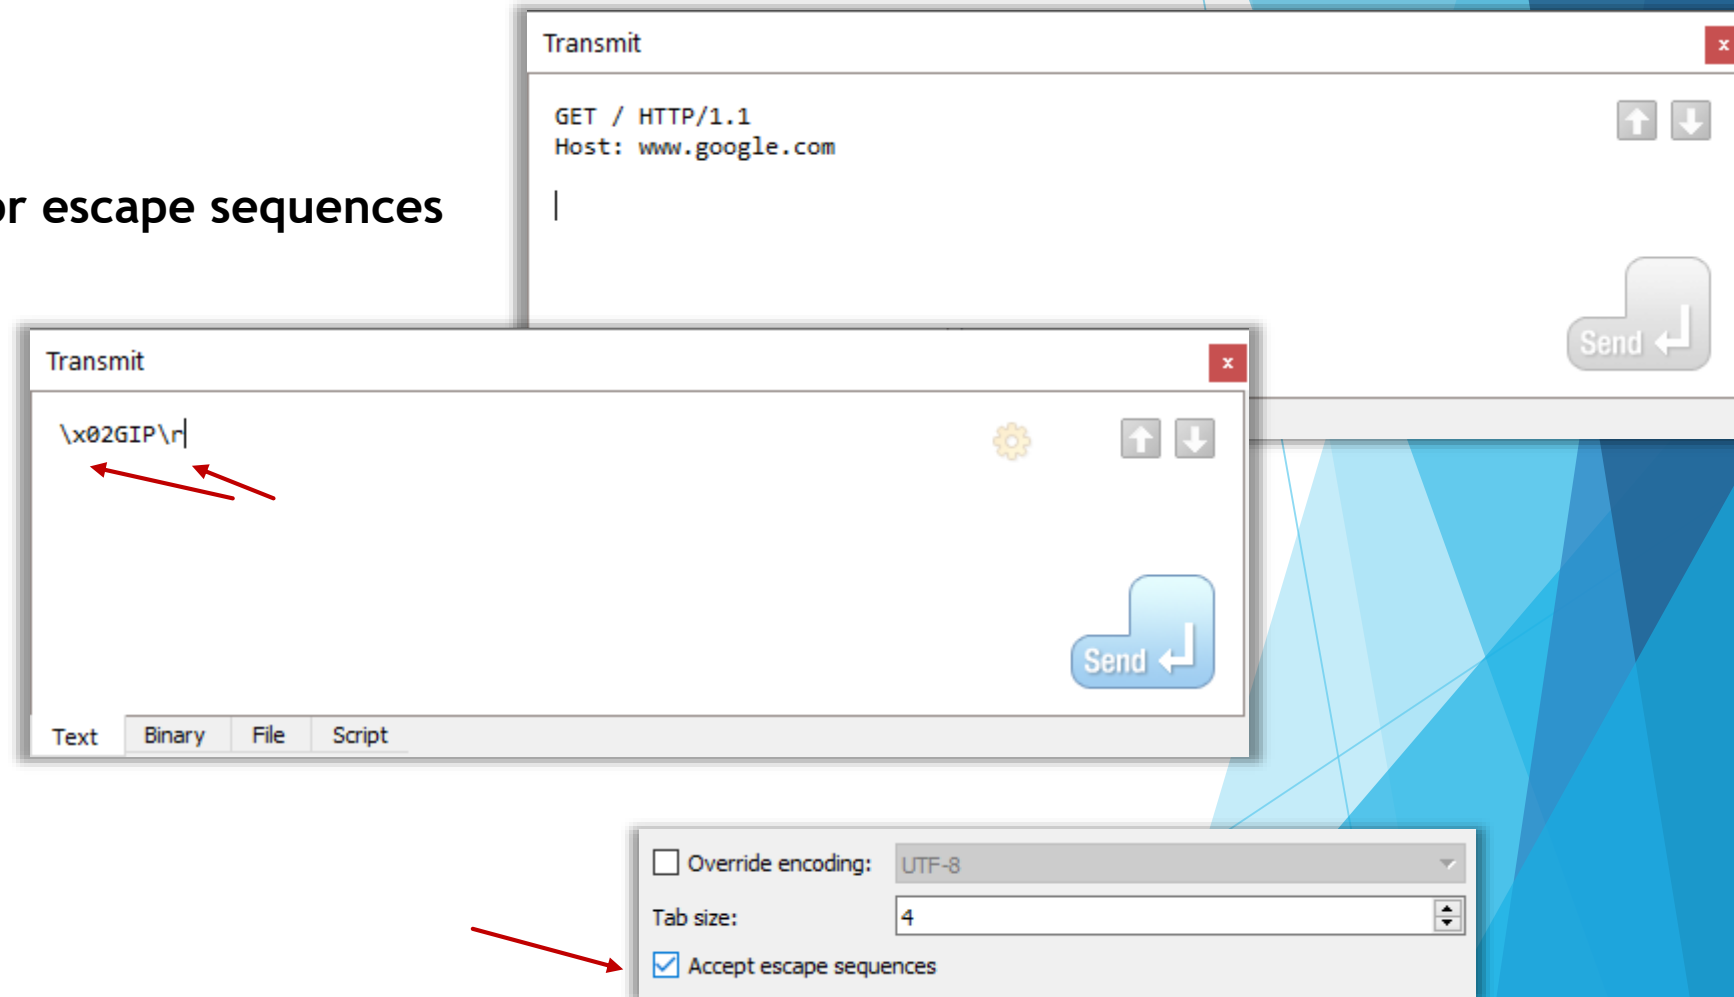 Transmit
x
GET / HTTP/1.1
Host: www.google.com
Send
or escape sequences
Transmit
x
\x02GIP\r
Send
Text Binary File Script
Override encoding: UTF-8
Tab size: 4
Accept escape sequences